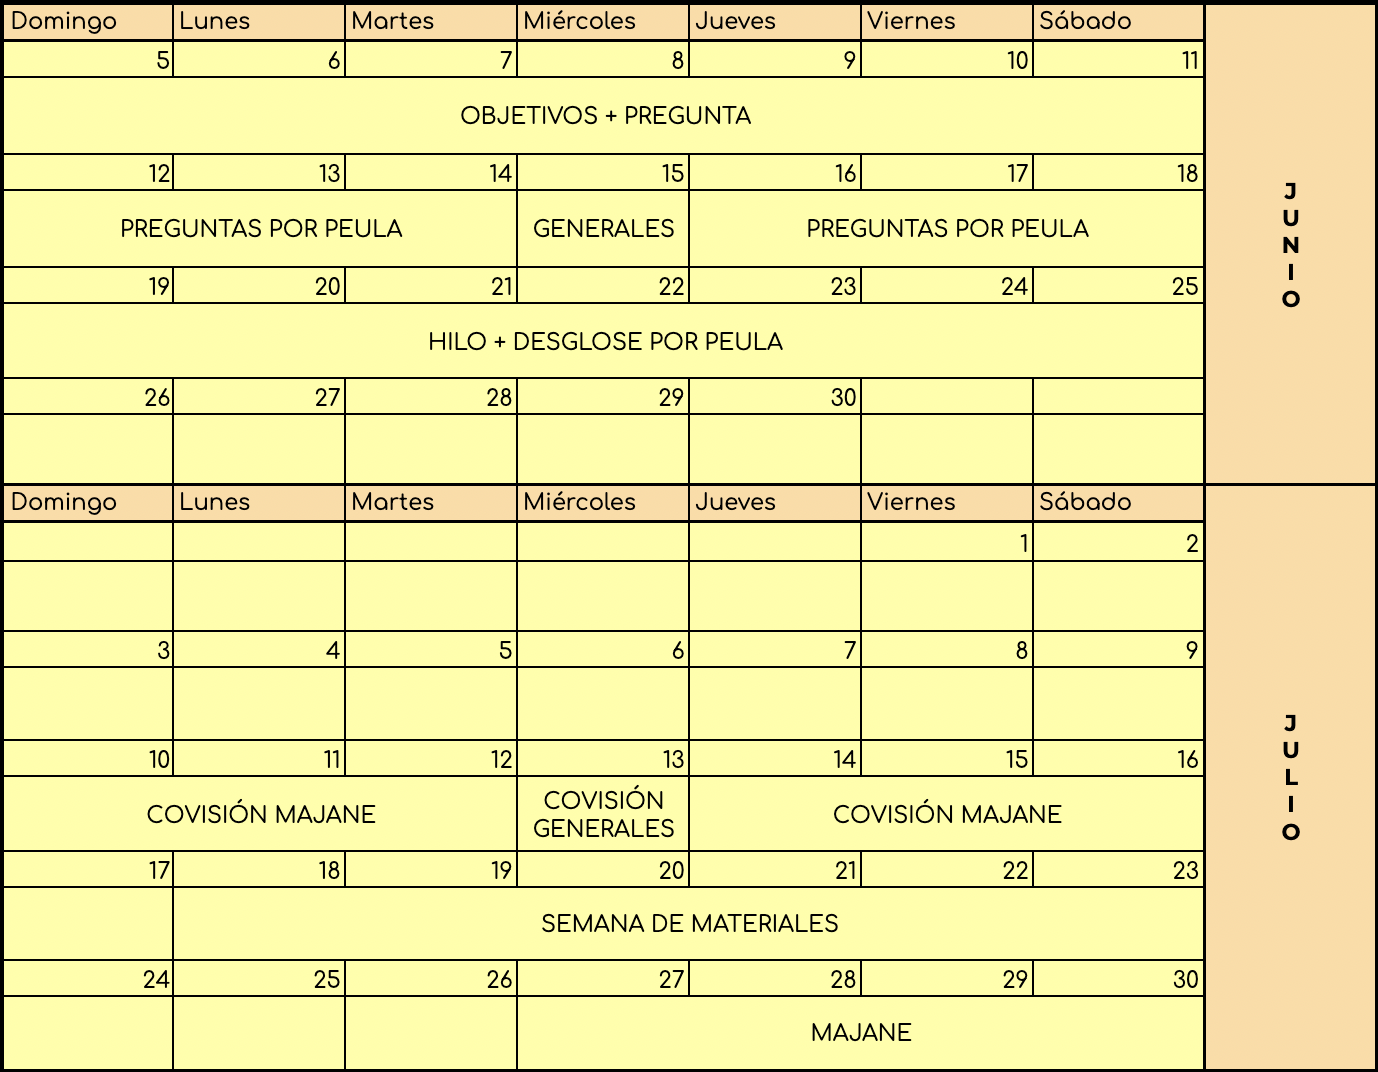 Domingo Lunes Martes Miércoles Jueves Viernes Sábado
5 6 7 8 9 10 11
OBJETIVOS + PREGUNTA
12 13 14 15 16 17 18
PREGUNTAS POR PEULA GENERALES PREGUNTAS POR PEULA
19 20 21 22 23 24 25
HILO + DESGLOSE POR PEULA
26 27 28 29 30
J
U
N
I
O
Domingo Lunes Martes Miércoles Jueves Viernes Sábado
1 2
3 4 5 6 7 8 9
10 11 12 13 14 15 16
COVISIÓN MAJANE COVISIÓN GENERALES COVISIÓN MAJANE
17 18 19 20 21 22 23
SEMANA DE MATERIALES
24 25 26 27 28 29 30
MAJANE
J
U
L
I
O